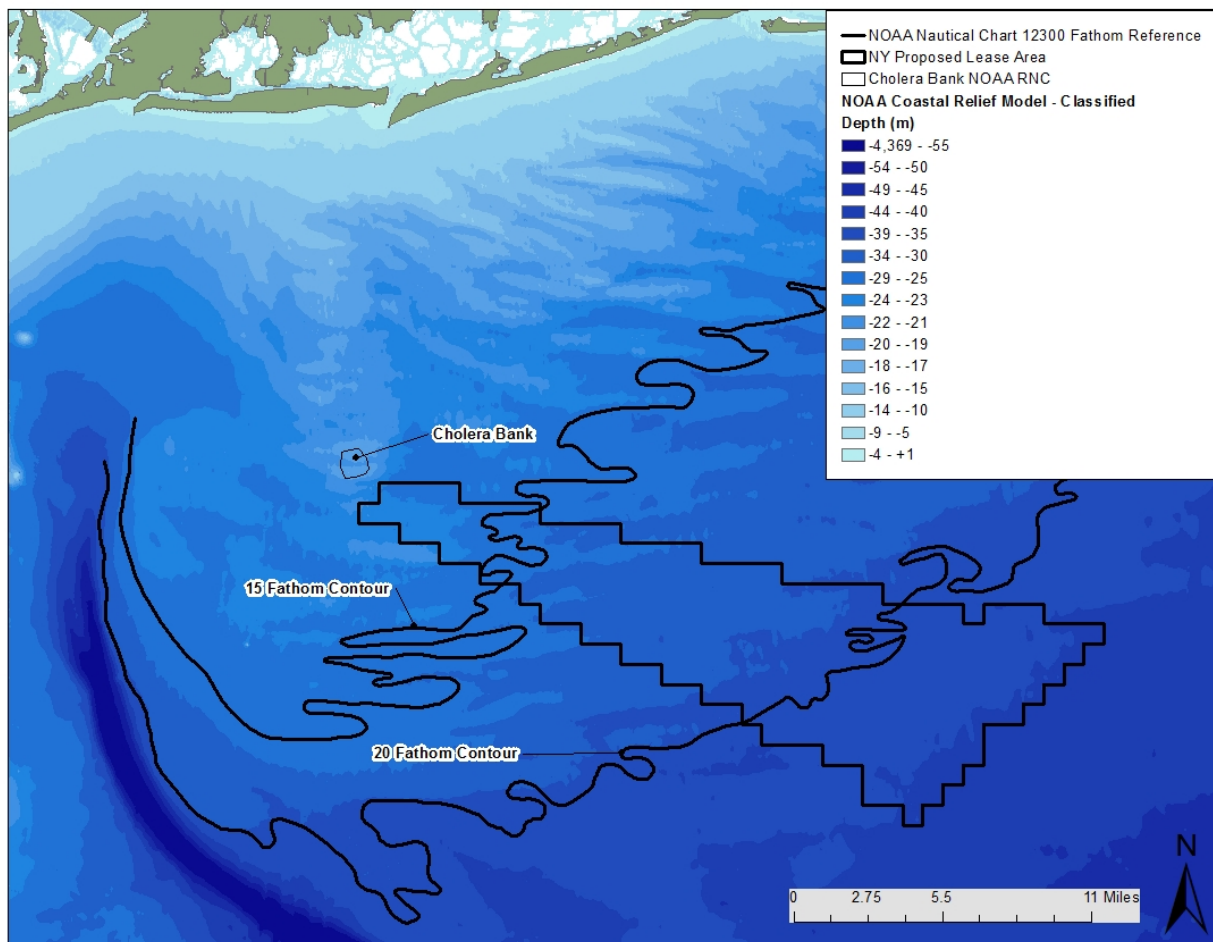 NOAA Nautical Chart 12300 Fathom Reference
NY Proposed Lease Area
Cholera Bank NOAA RNC
NOAA Coastal Relief Model - Classified
Depth (m)
-4,369 - -55
-54 - -50
-49 - -45
-44 - -40
-39 - -35
-34 - -30
-29 - -25
-24 - -23
-22 - -21
-20 - -19
-18 - -17
-16 - -15
-14 - -10
-9 - -5
-4 - +1
Cholera Bank
15 Fathom Contour
20 Fathom Contour
N
0 2.75 5.5 11 Miles